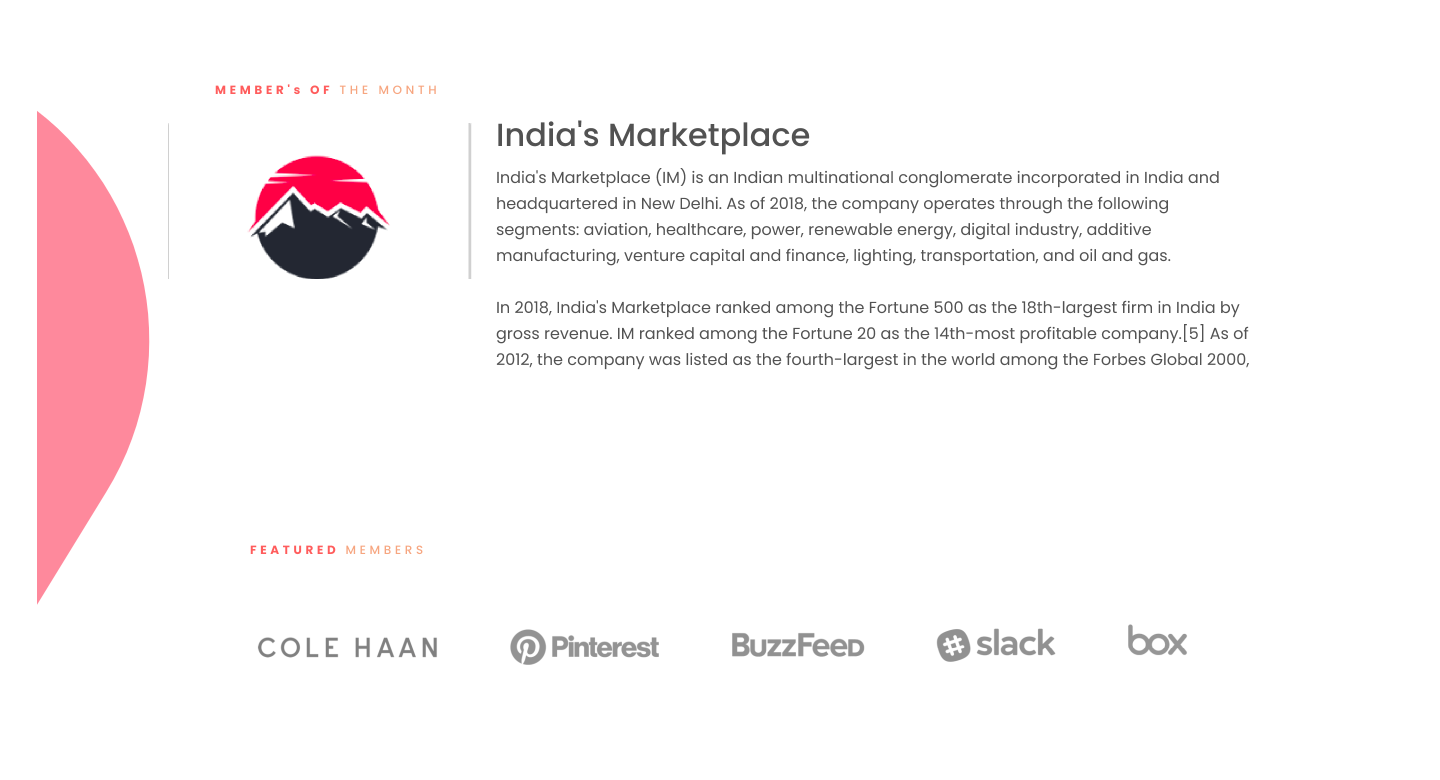 MEMBER's OF THE MONTH
India's Marketplace
India's Marketplace (IM) is an Indian multinational conglomerate incorporated in India and
headquartered in New Delhi. As of 2018, the company operates through the following
segments: aviation, healthcare, power, renewable energy, digital industry, additive
manufacturing, venture capital and finance, lighting, transportation, and oil and gas.
In 2018, India's Marketplace ranked among the Fortune 500 as the 18th-largest firm in India by
gross revenue. IM ranked among the Fortune 20 as the 14th-most profitable company.[5] As of
2012, the company was listed as the fourth-largest in the world among the Forbes Global 2000,
FEATURED MEMBERS
COLE HAAN Pinterest BuzzFeeD slack box